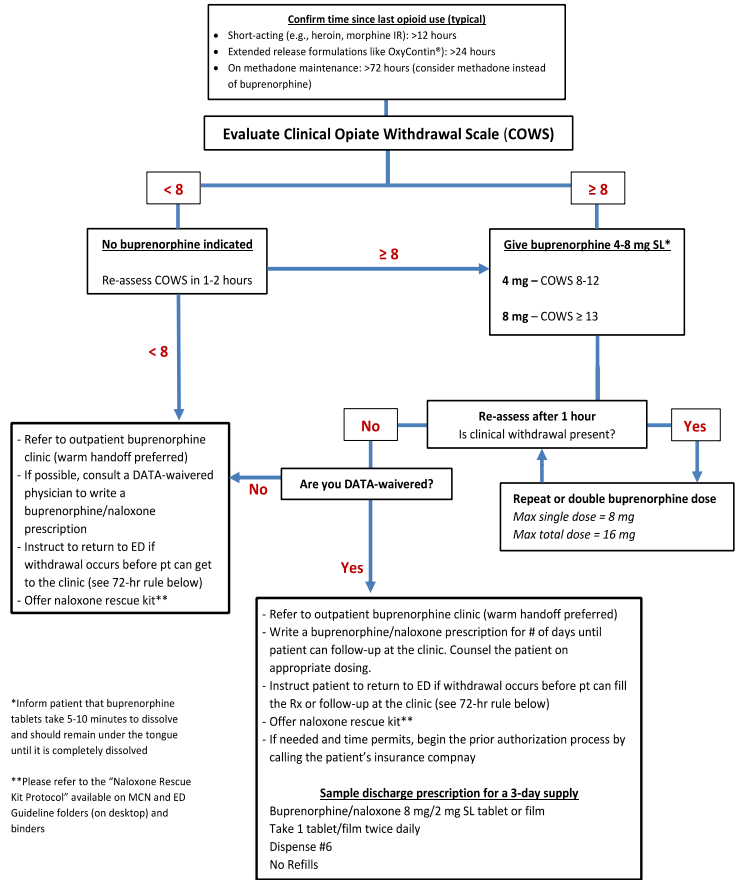 Confirm time since last opioid use (typical)
• Short-acting (e.g., heroin, morphine IR): >12 hours
• Extended release formulations like OxyContin®): >24 hours
• On methadone maintenance: >72 hours (consider methadone instead
of buprenorphine)
Evaluate Clinical Opiate Withdrawal Scale (COWS)
< 8
≥ 8
No buprenorphine indicated
Re-assess COWS in 1-2 hours
≥ 8
Give buprenorphine 4-8 mg SL*
4 mg – COWS 8-12
8 mg – COWS ≥ 13
< 8
No
Re-assess after 1 hour
Is clinical withdrawal present?
Yes
- Refer to outpatient buprenorphine
clinic (warm handoff preferred)
- If possible, consult a DATA-waivered
physician to write a
buprenorphine/naloxone
prescription
- Instruct to return to ED if
withdrawal occurs before pt can get
to the clinic (see 72-hr rule below)
- Offer naloxone rescue kit**
No
Are you DATA-waivered?
Repeat or double buprenorphine dose
Max single dose = 8 mg
Max total dose = 16 mg
Yes
- Refer to outpatient buprenorphine clinic (warm handoff preferred)
- Write a buprenorphine/naloxone prescription for # of days until
patient can follow-up at the clinic. Counsel the patient on
appropriate dosing.
- Instruct patient to return to ED if withdrawal occurs before pt can fill
the Rx or follow-up at the clinic (see 72-hr rule below)
- Offer naloxone rescue kit**
- If needed and time permits, begin the prior authorization process by
calling the patient's insurance compnay
Sample discharge prescription for a 3-day supply
Buprenorphine/naloxone 8 mg/2 mg SL tablet or film
Take 1 tablet/film twice daily
Dispense #6
No Refills
*Inform patient that buprenorphine
tablets take 5-10 minutes to dissolve
and should remain under the tongue
until it is completely dissolved
**Please refer to the "Naloxone Rescue
Kit Protocol" available on MCN and ED
Guideline folders (on desktop) and
binders